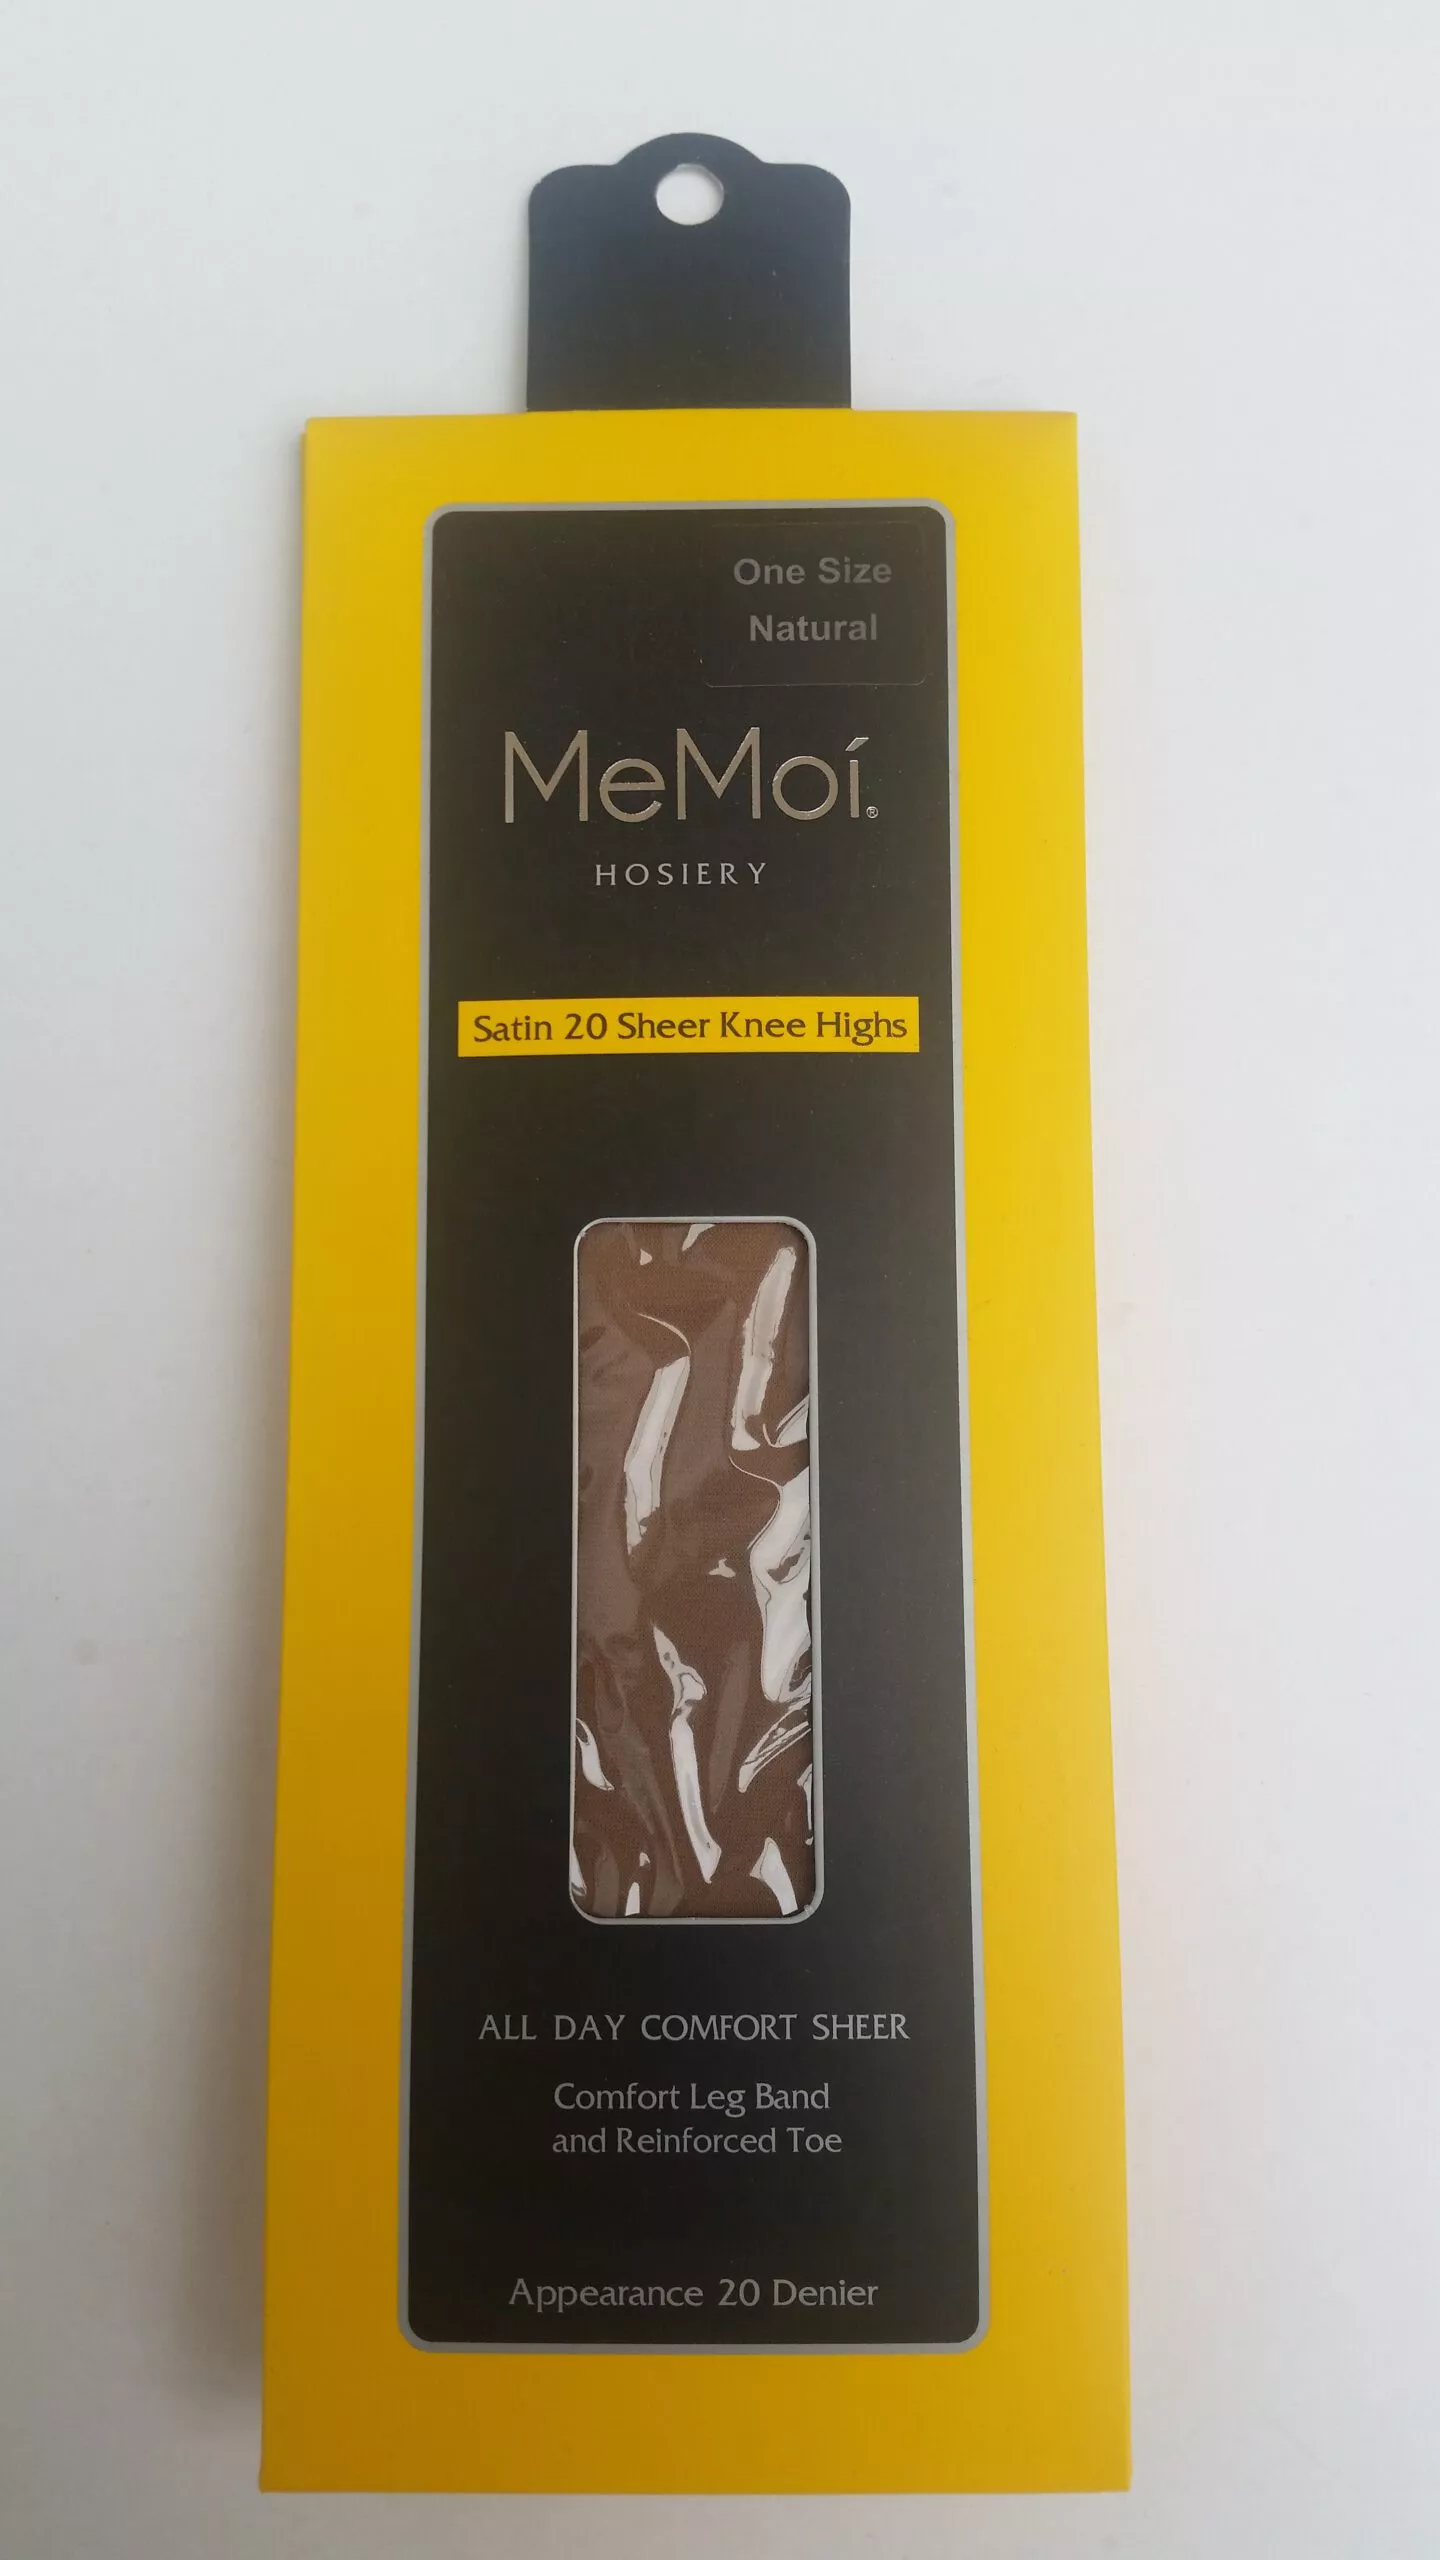 One Size
Natural
MeMoí®
HOSIERY
Satin 20 Sheer Knee Highs
ALL DAY COMFORT SHEER
Comfort Leg Band
and Reinforced Toe
Appearance 20 Denier